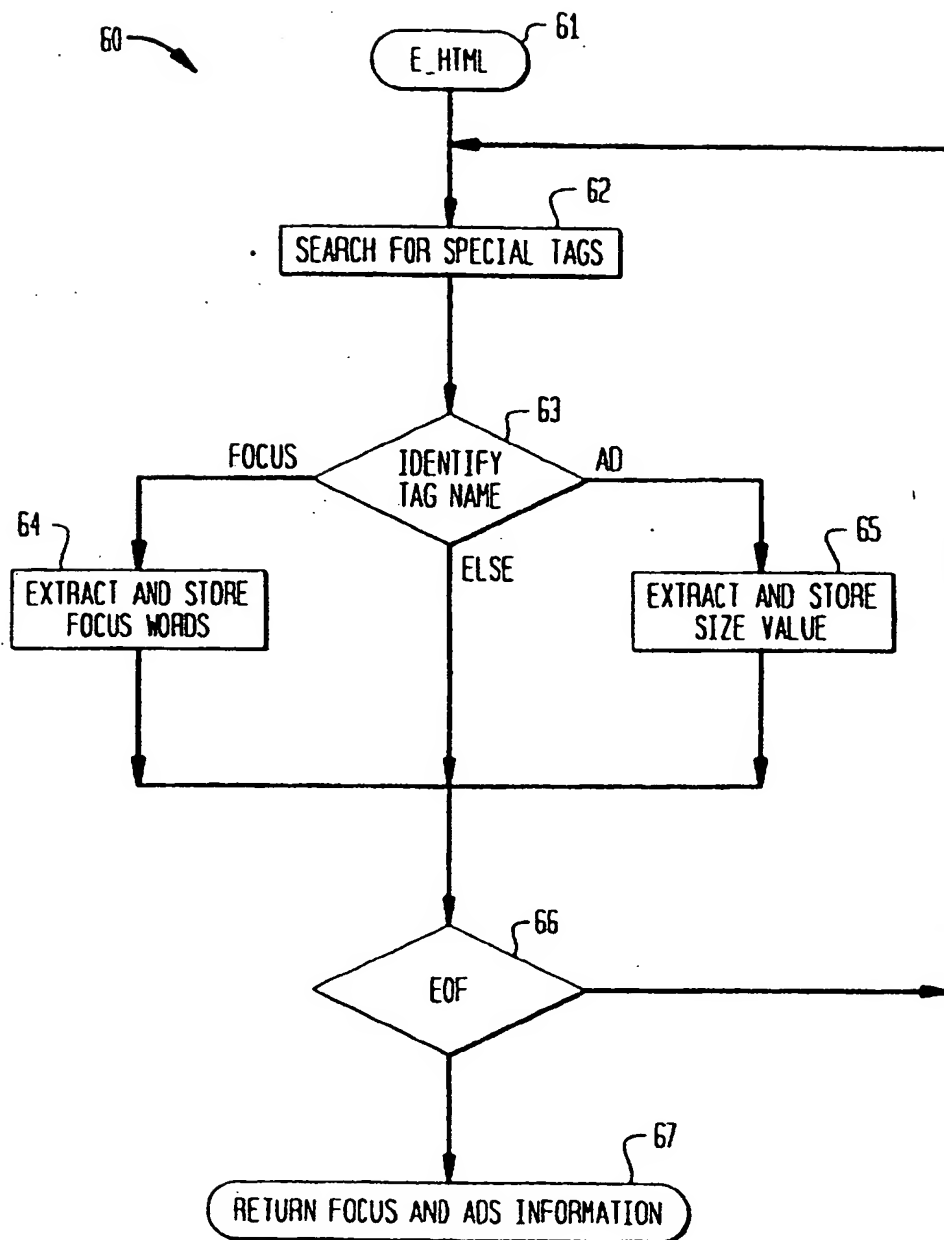 60
61
E_HTML
62
SEARCH FOR SPECIAL TAGS
63
FOCUS
IDENTIFY
TAG NAME
AD
64
ELSE
65
EXTRACT AND STORE
FOCUS WORDS
EXTRACT AND STORE
SIZE VALUE
66
EOF
67
RETURN FOCUS AND ADS INFORMATION